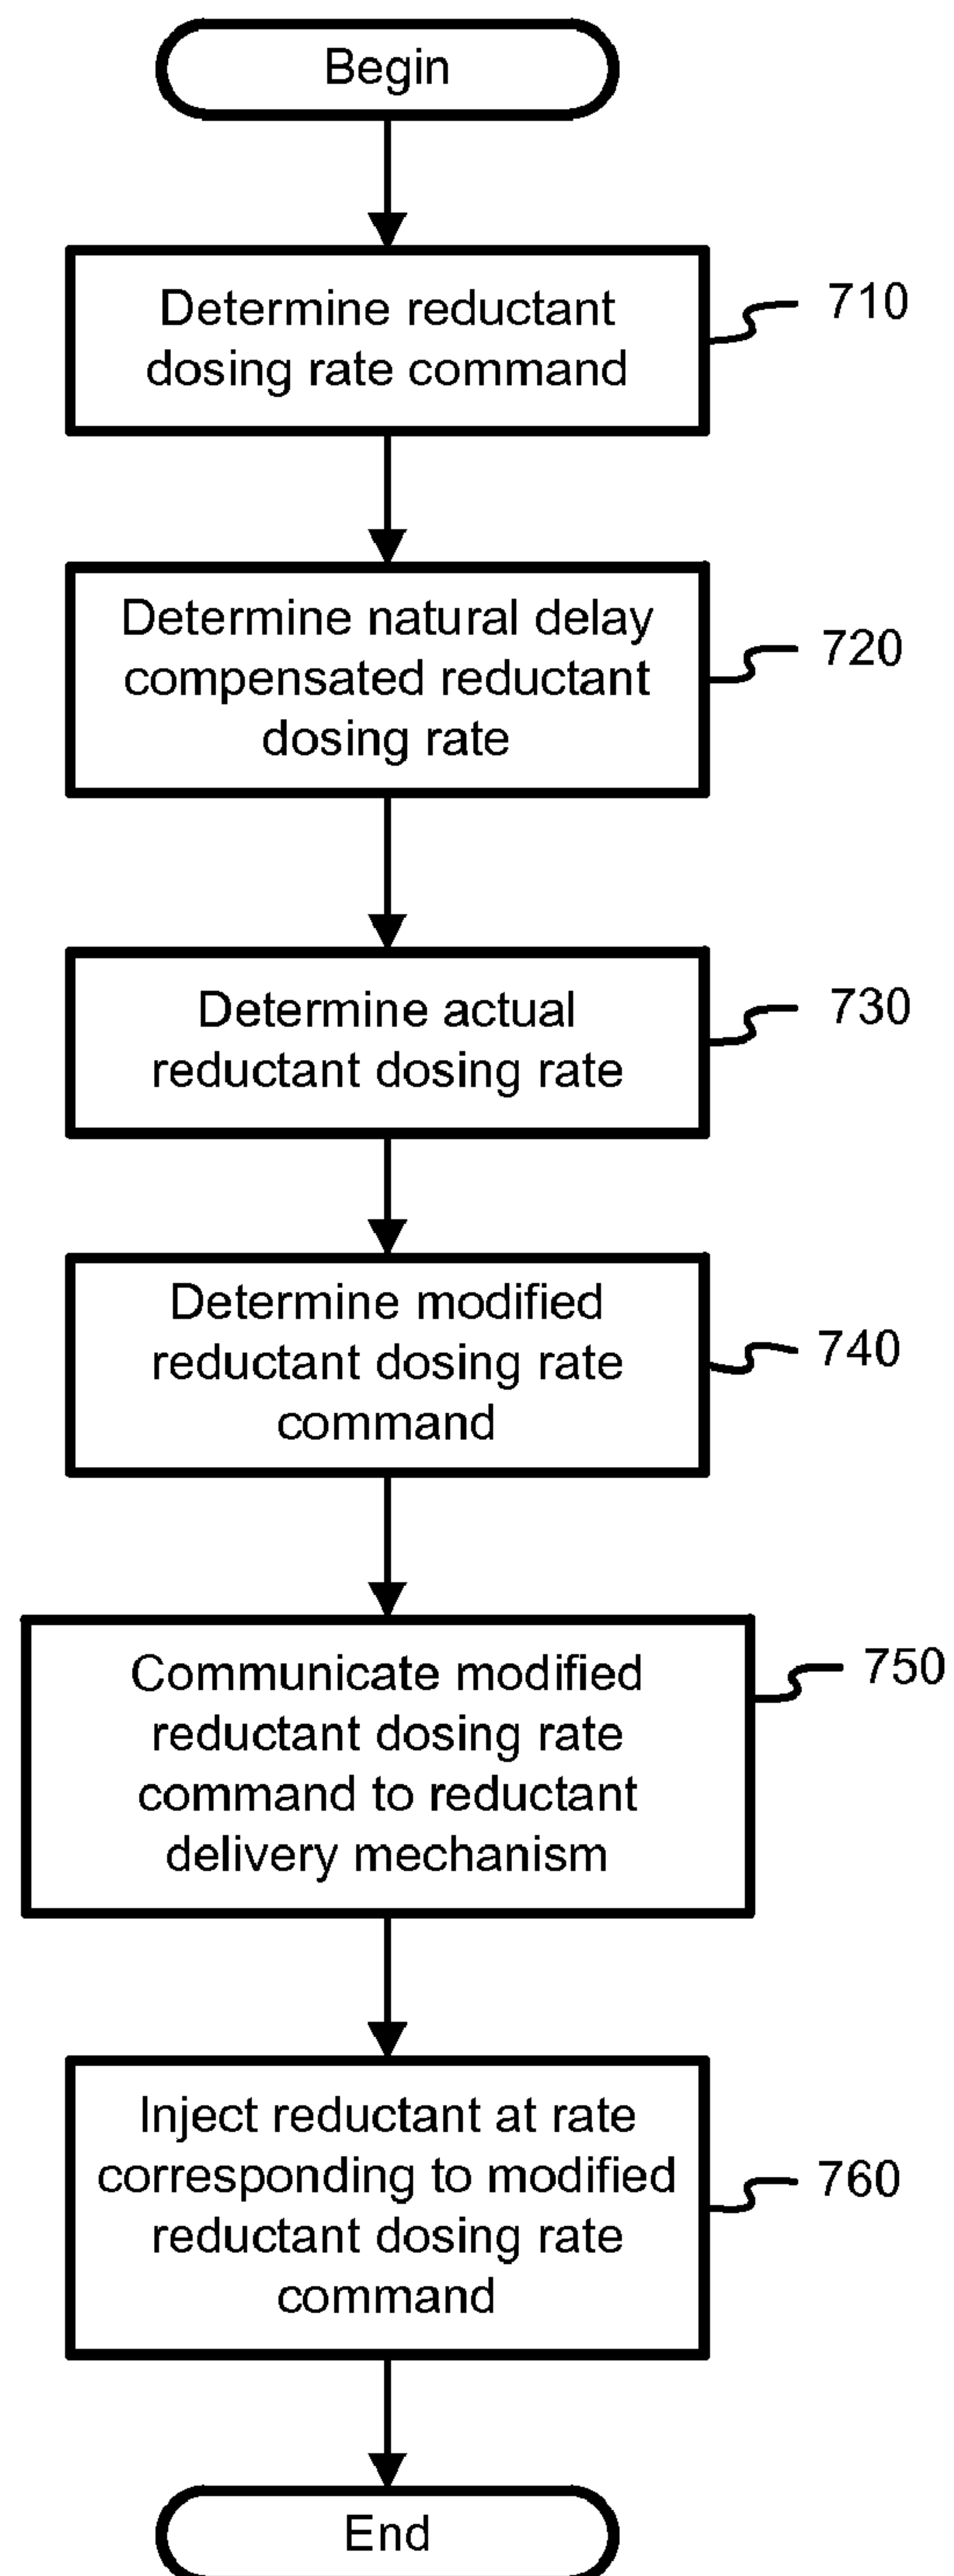 Begin
Determine reductant
dosing rate command
710
Determine natural delay
compensated reductant
dosing rate
720
Determine actual
reductant dosing rate
730
Determine modified
reductant dosing rate
command
740
Communicate modified
reductant dosing rate
command to reductant
delivery mechanism
750
Inject reductant at rate
corresponding to modified
reductant dosing rate
command
760
End